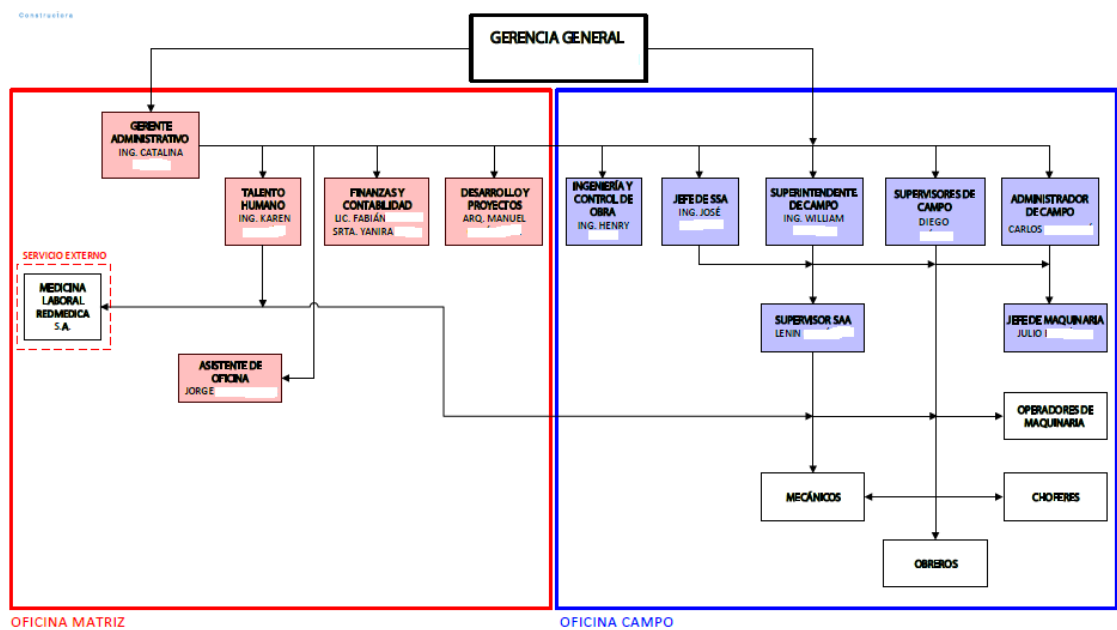 Constructora
GERENCIA GENERAL
GERENTE
ADMINISTRATIVO
ING. CATALINA
TALENTO
HUMANO
ING. KAREN
FINANZAS Y
CONTABILIDAD
LIC. FABIÁN
SRTA. YANIRA
DESARROLLO Y
PROYECTOS
ARQ. MANUEL
INGENIERÍA Y
CONTROL DE
OBRA
ING. HENRY
JEFE DE SSA
ING. JOSÉ
SUPERINTENDENTE
DE CAMPO
ING. WILLIAM
SUPERVISORES DE
CAMPO
DIEGO
ADMINISTRADOR
DE CAMPO
CARLOS
SERVICIO EXTERNO
MEDICINA
LABORAL
REDMEDICA
S.A.
SUPERVISOR SAA
LENIN
JEFE DE MAQUINARIA
JULIO
ASISTENTE DE
OFICINA
JORGE
OPERADORES DE
MAQUINARIA
MECÁNICOS
CHOFERES
OBREROS
OFICINA MATRIZ
OFICINA CAMPO